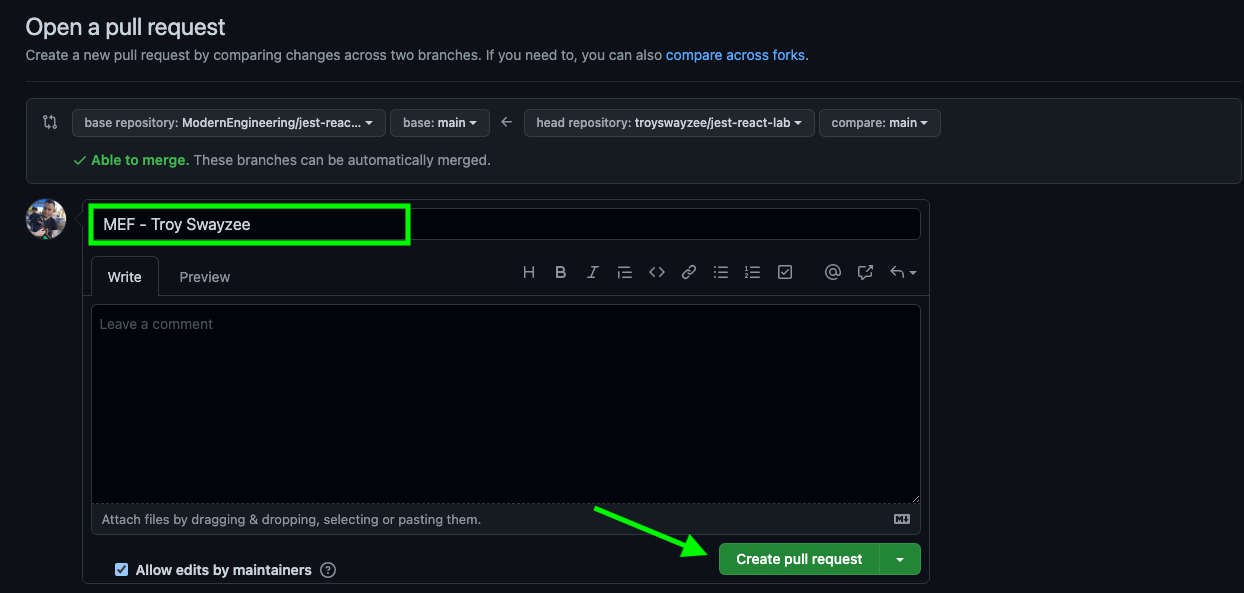 Open a pull request
Create a new pull request by comparing changes across two branches. If you need to, you can also compare across forks.
base repository: ModernEngineering/jest-reac... base: main ← head repository: troyswayzee/jest-react-lab compare: main
Able to merge. These branches can be automatically merged.
MEF - Troy Swayzee
Write Preview
Leave a comment
Attach files by dragging & dropping, selecting or pasting them.
Allow edits by maintainers
Create pull request